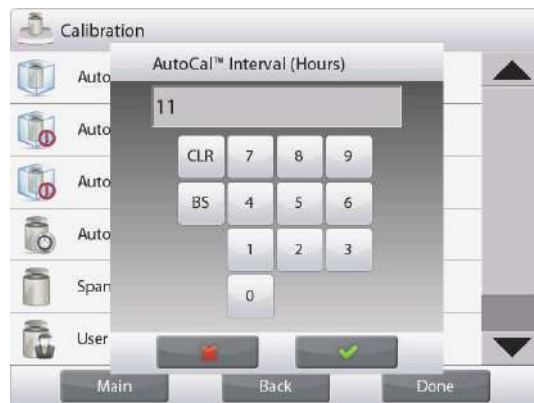 Calibration
AutoCal™ Interval (Hours)
11
Auto
Auto
Auto
Auto
Span
User
CLR 7 8 9
BS 4 5 6
1 2 3
0
Main Back Done